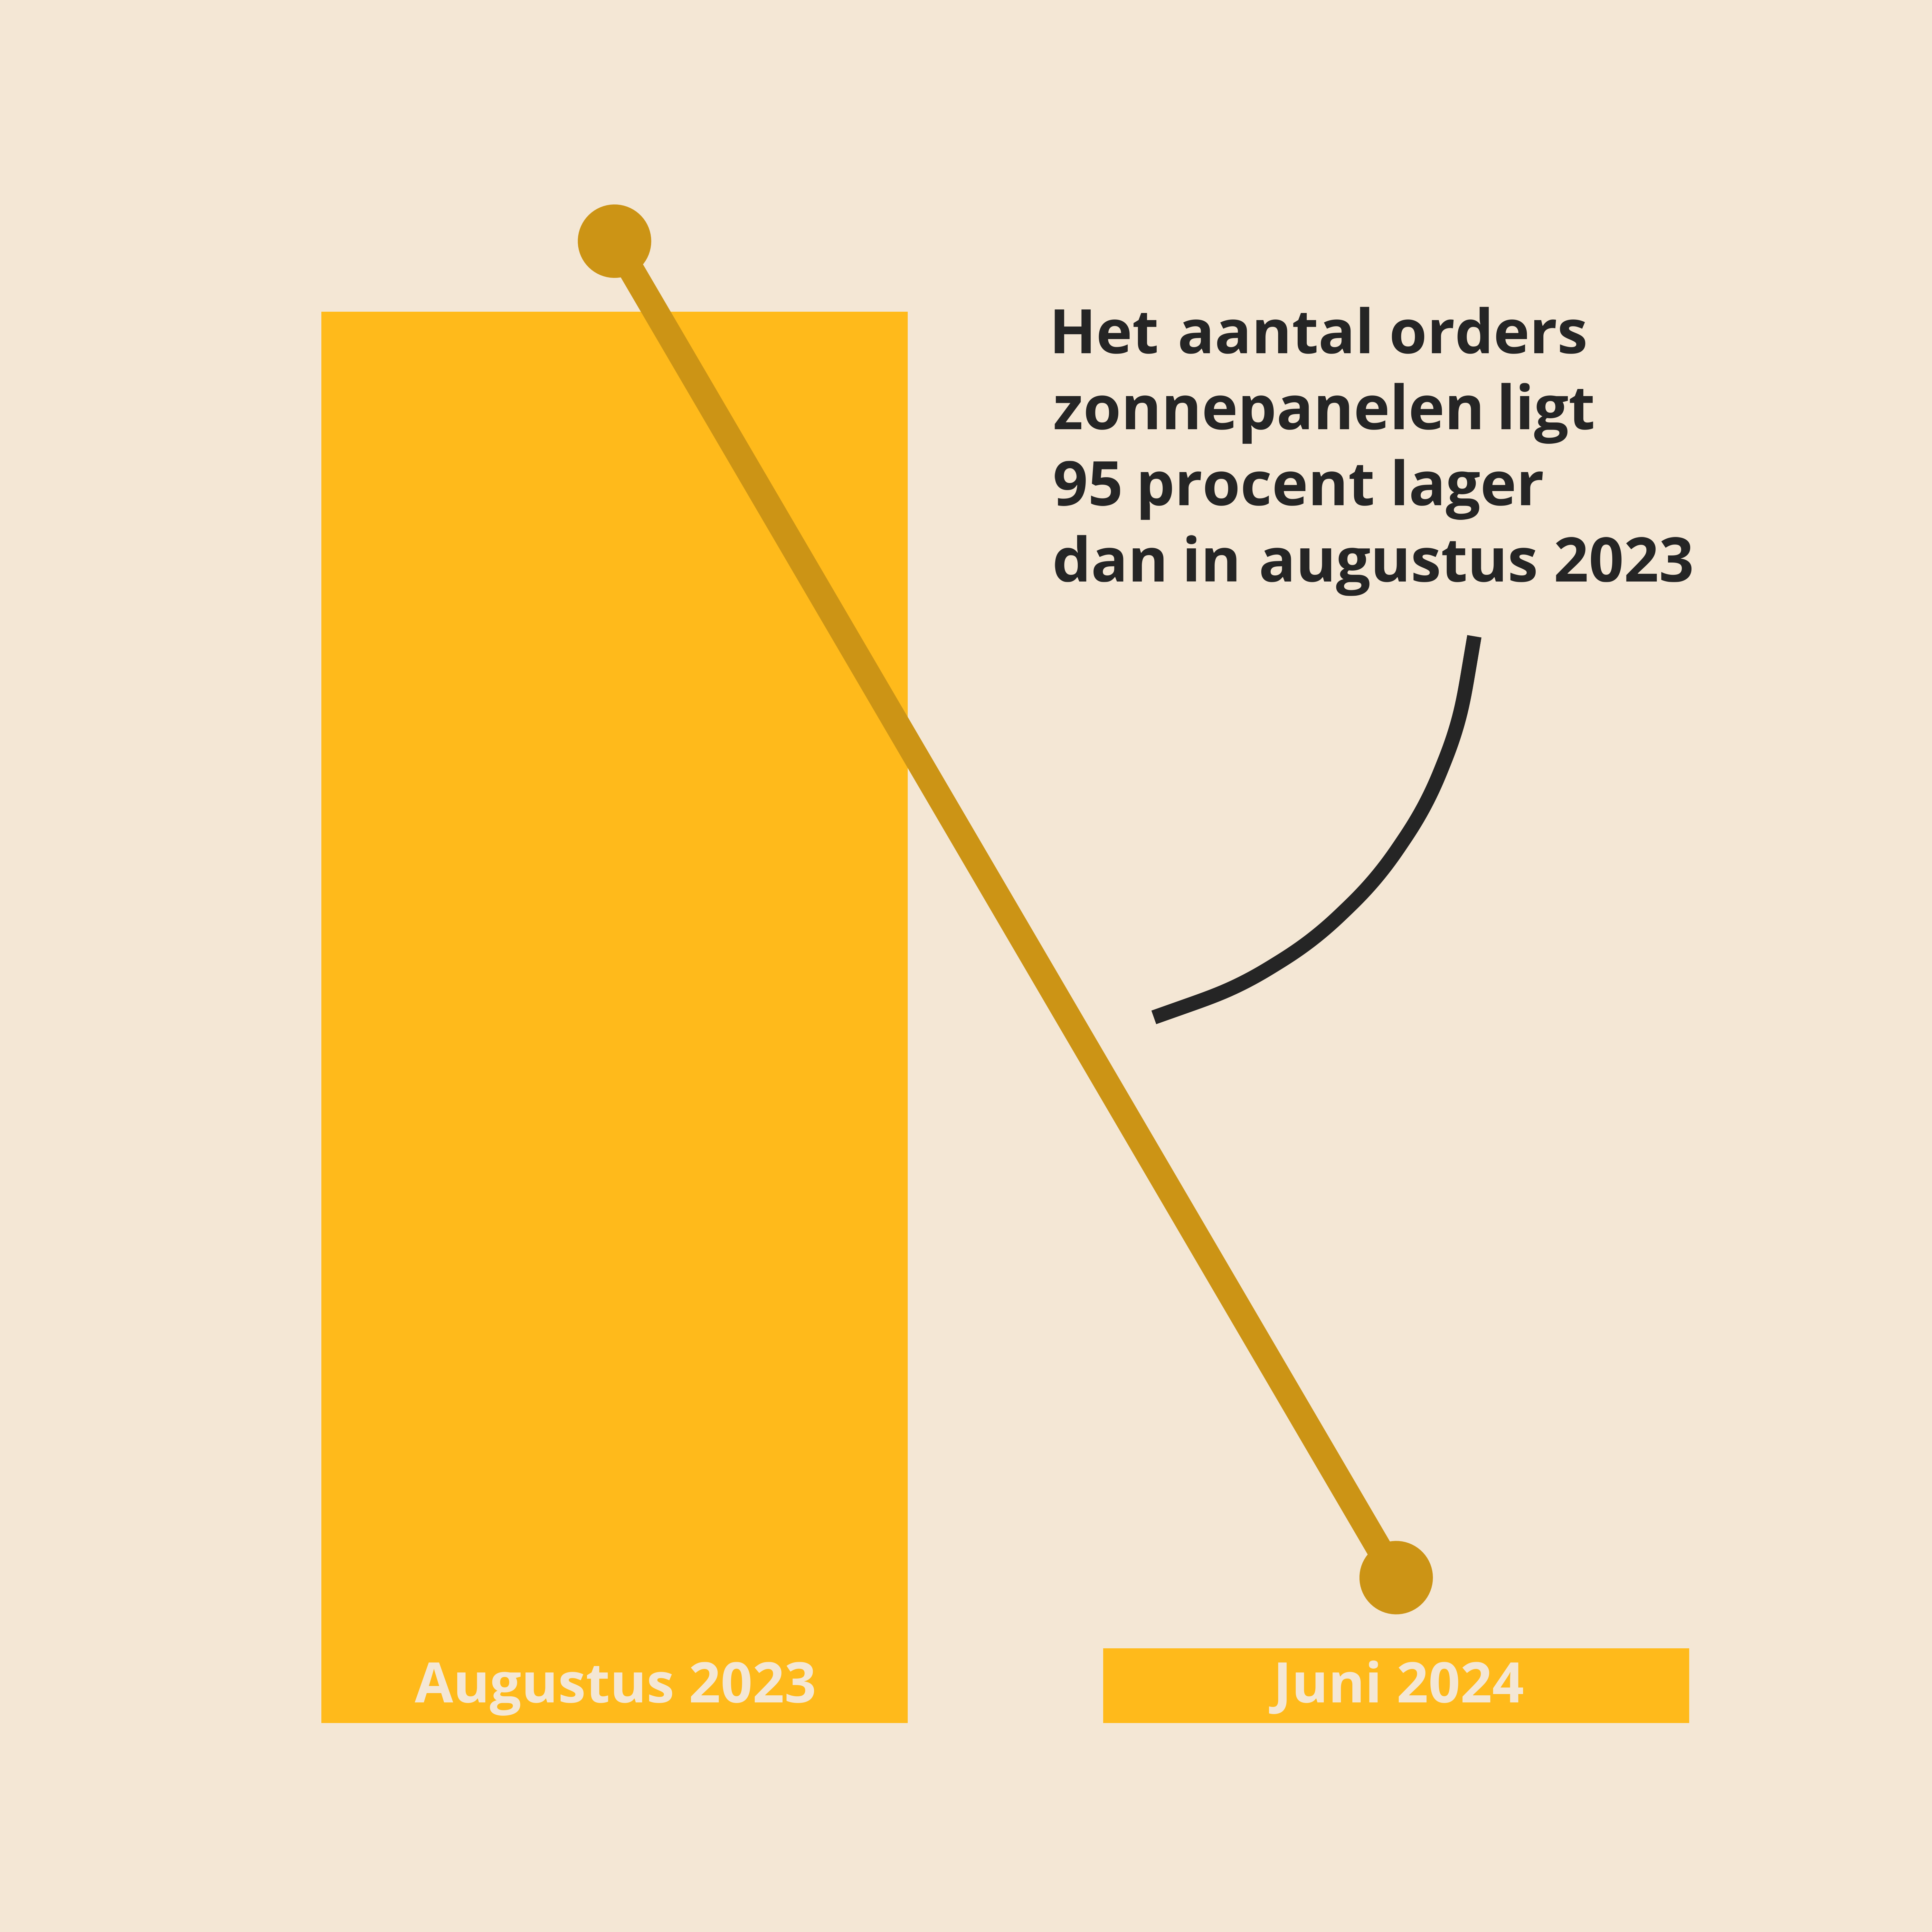 Het aantal orders
zonnepanelen ligt
95 procent lager
dan in augustus 2023
Augustus 2023
Juni 2024